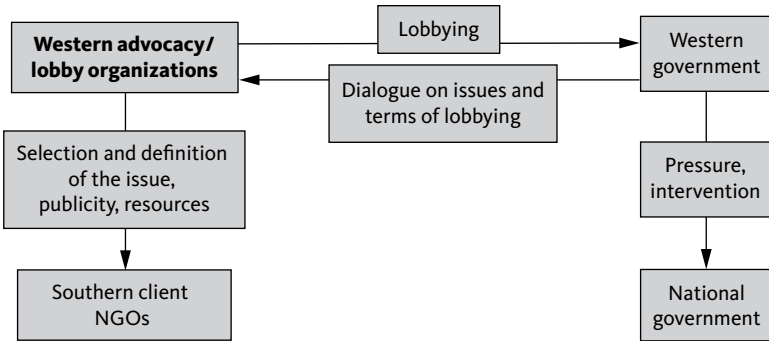 Western advocacy/
lobby organizations
Lobbying
Western
government
Dialogue on issues and
terms of lobbying
Selection and definition
of the issue,
publicity, resources
Pressure,
intervention
Southern client
NGOs
National
government